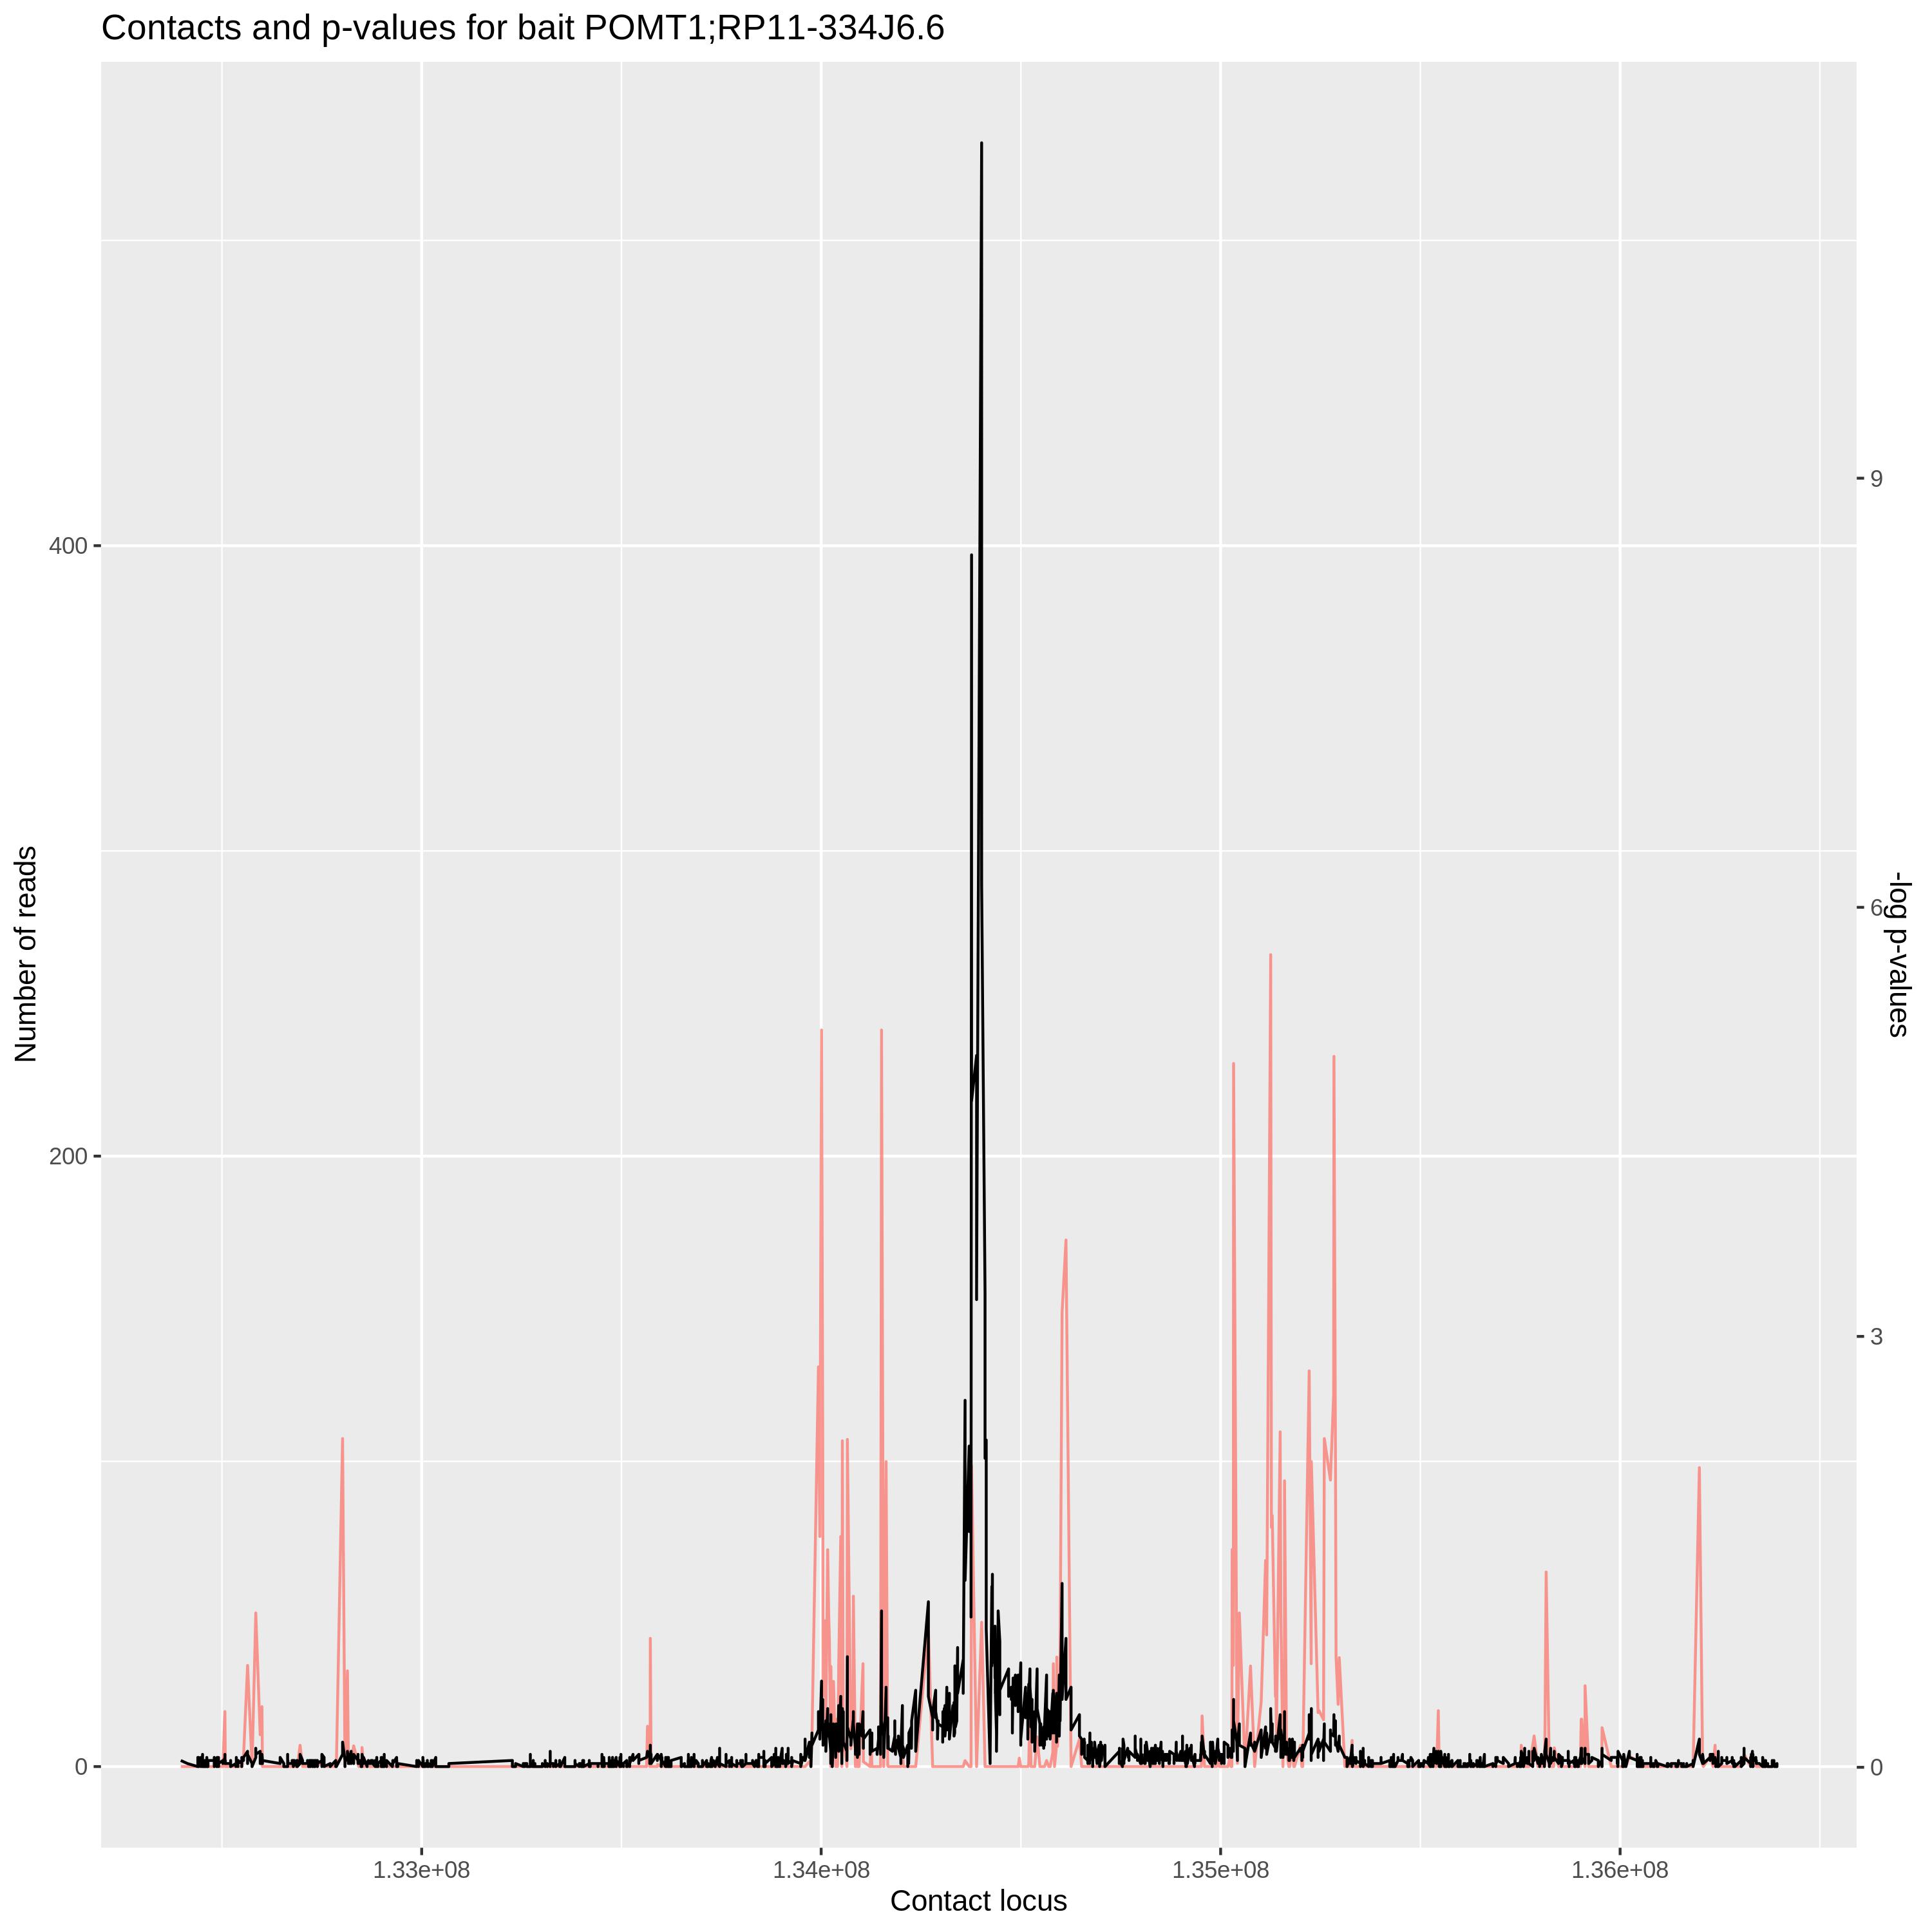 Contacts and p-values for bait POMT1;RP11-334J6.6
Number of reads
400
200
0
9
6
3
0
-log p-values
1.33e+08 1.34e+08 1.35e+08 1.36e+08
Contact locus